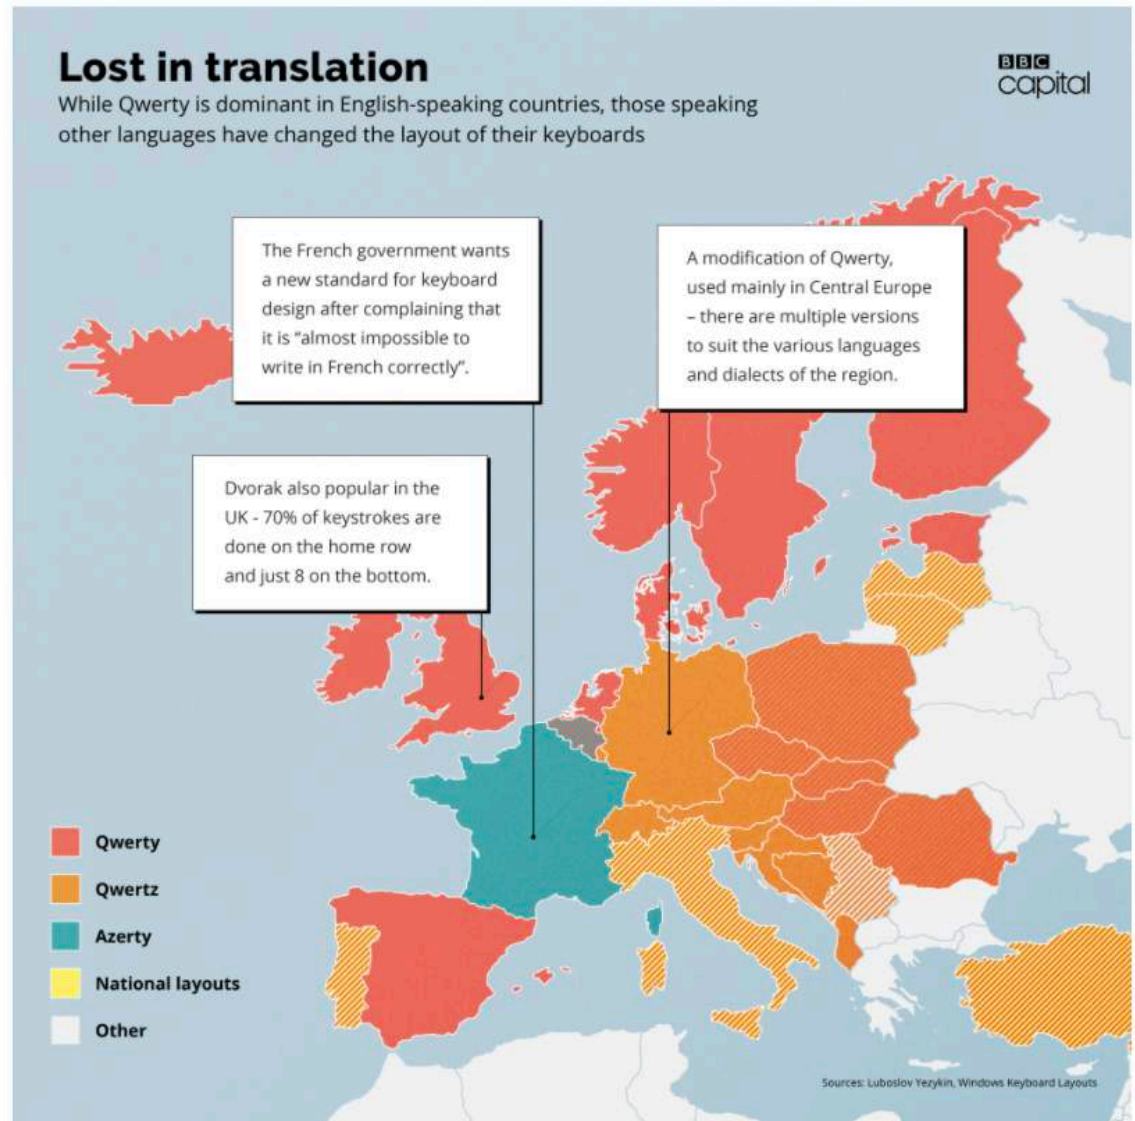 Lost in translation
BBC
capital
While Qwerty is dominant in English-speaking countries, those speaking
other languages have changed the layout of their keyboards
The French government wants
a new standard for keyboard
design after complaining that
it is “almost impossible to
write in French correctly”.
A modification of Qwerty,
used mainly in Central Europe
– there are multiple versions
to suit the various languages
and dialects of the region.
Dvorak also popular in the
UK - 70% of keystrokes are
done on the home row
and just 8 on the bottom.
Qwerty
Qwertz
Azerty
National layouts
Other
Sources: Luboslov Yezykin, Windows Keyboard Layouts